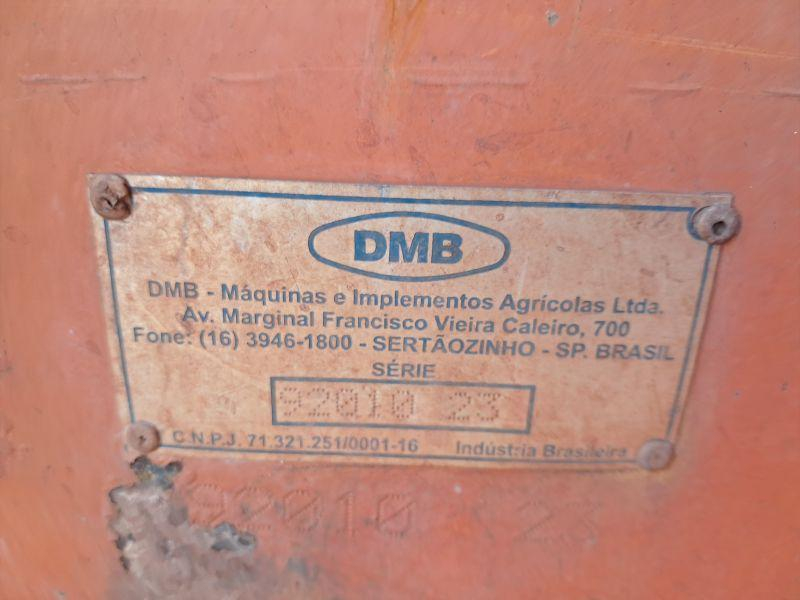 DMB
DMB - Máquinas e Implementos Agrícolas Ltda.
Av. Marginal Francisco Vieira Caleiro, 700
Fone: (16) 3946-1800 - SERTÃOZINHO - SP. BRASIL
SÉRIE
92010 23
C.N.P.J. 71.321.251/0001-16 Indústria Brasileira
92010 23